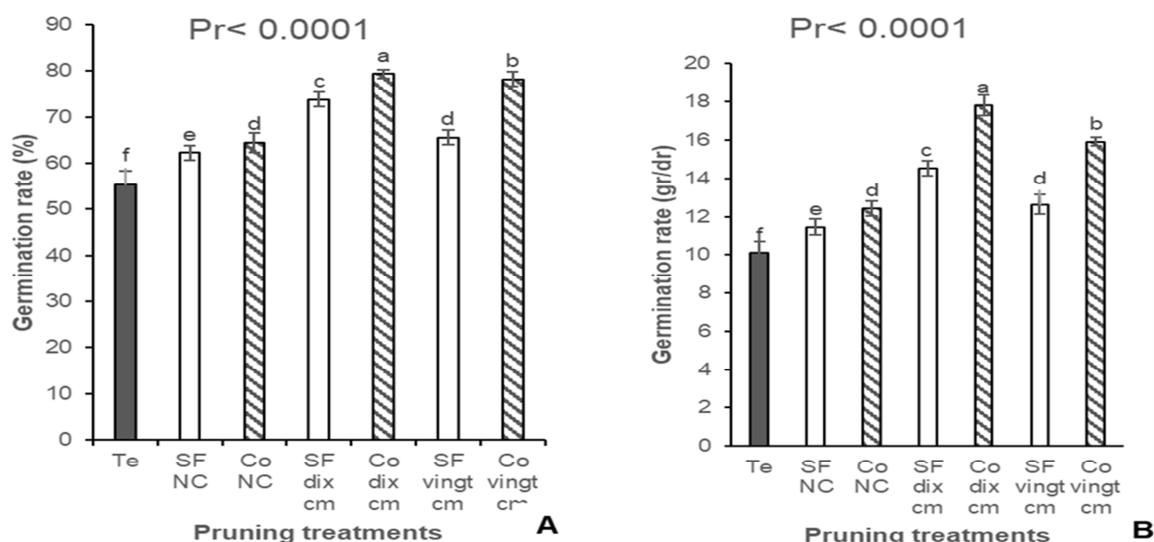 Pr< 0.0001
Germination rate (%)
90
80
70
60
50
40
30
20
10
0
f
e
d
c
a
d
b
Te
SF
NC
Co
NC
SF
dix
cm
Co
dix
cm
SF
vingt
cm
Co
vingt
cm
Pruning treatments
A
Pr< 0.0001
Germination rate (gr/dr)
20
18
16
14
12
10
8
6
4
2
0
f
e
d
c
a
d
b
Te
SF
NC
Co
NC
SF
dix
cm
Co
dix
cm
SF
vingt
cm
Co
vingt
cm
Pruning treatments
B